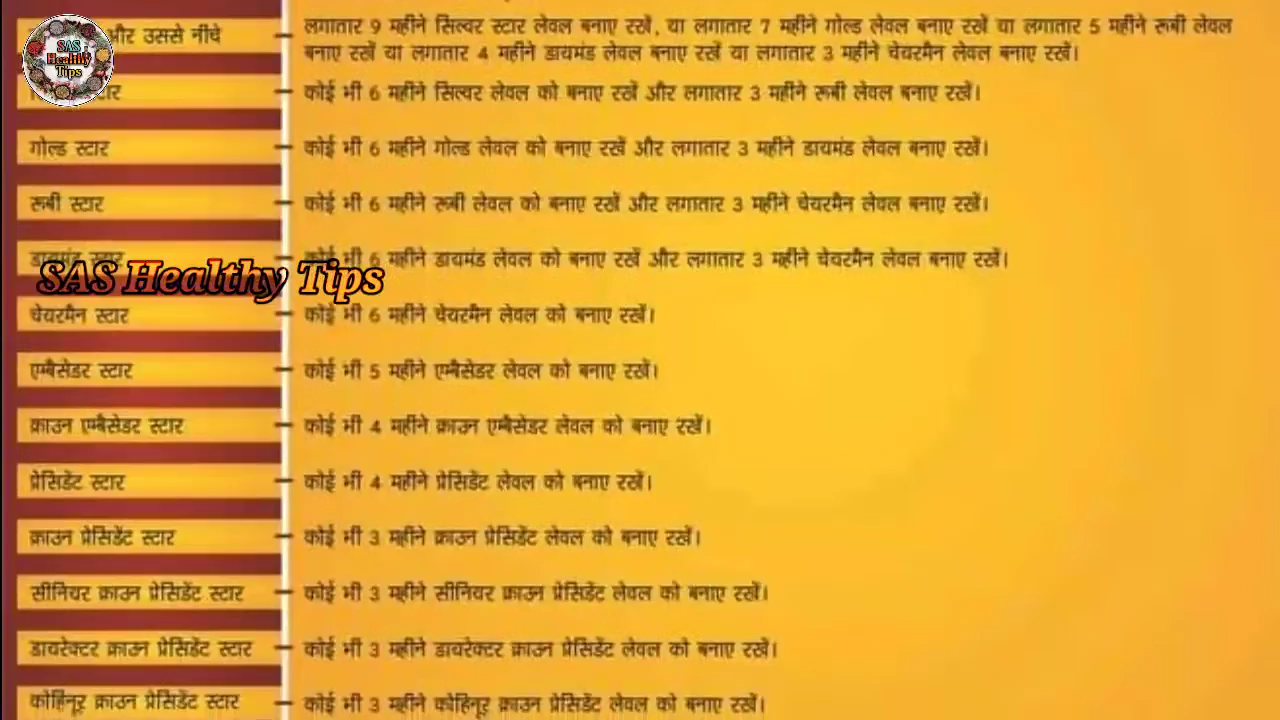 SAS
Healthy
Tips
और उससे नीचे
लगातार 9 महीने सिल्वर स्टार लेवल बनाए रखें, या लगातार 7 महीने गोल्ड लेवल बनाए रखें या लगातार 5 महीने रूबी लेवल
बनाए रखें या लगातार 4 महीने डायमंड लेवल बनाए रखें या लगातार 3 महीने चेयरमैन लेवल बनाए रखें।
स्टार
कोई भी 6 महीने सिल्वर लेवल को बनाए रखें और लगातार 3 महीने रूबी लेवल बनाए रखें।
गोल्ड स्टार
कोई भी 6 महीने गोल्ड लेवल को बनाए रखें और लगातार 3 महीने डायमंड लेवल बनाए रखें।
रूबी स्टार
कोई भी 6 महीने रूबी लेवल को बनाए रखें और लगातार 3 महीने चेयरमैन लेवल बनाए रखें।
डायमंड स्टार
कोई भी 6 महीने डायमंड लेवल को बनाए रखें और लगातार 3 महीने चेयरमैन लेवल बनाए रखें।
SAS Healthy Tips
चेयरमैन स्टार
कोई भी 6 महीने चेयरमैन लेवल को बनाए रखें।
एम्बैसेडर स्टार
कोई भी 5 महीने एम्बैसेडर लेवल को बनाए रखें।
क्राउन एम्बैसेडर स्टार
कोई भी 4 महीने क्राउन एम्बैसेडर लेवल को बनाए रखें।
प्रेसिडेंट स्टार
कोई भी 4 महीने प्रेसिडेंट लेवल को बनाए रखें।
क्राउन प्रेसिडेंट स्टार
कोई भी 3 महीने क्राउन प्रेसिडेंट लेवल को बनाए रखें।
सीनियर क्राउन प्रेसिडेंट स्टार
कोई भी 3 महीने सीनियर क्राउन प्रेसिडेंट लेवल को बनाए रखें।
डायरेक्टर क्राउन प्रेसिडेंट स्टार
कोई भी 3 महीने डायरेक्टर क्राउन प्रेसिडेंट लेवल को बनाए रखें।
कोहिनूर क्राउन प्रेसिडेंट स्टार
कोई भी 3 महीने कोहिनूर क्राउन प्रेसिडेंट लेवल को बनाए रखें।